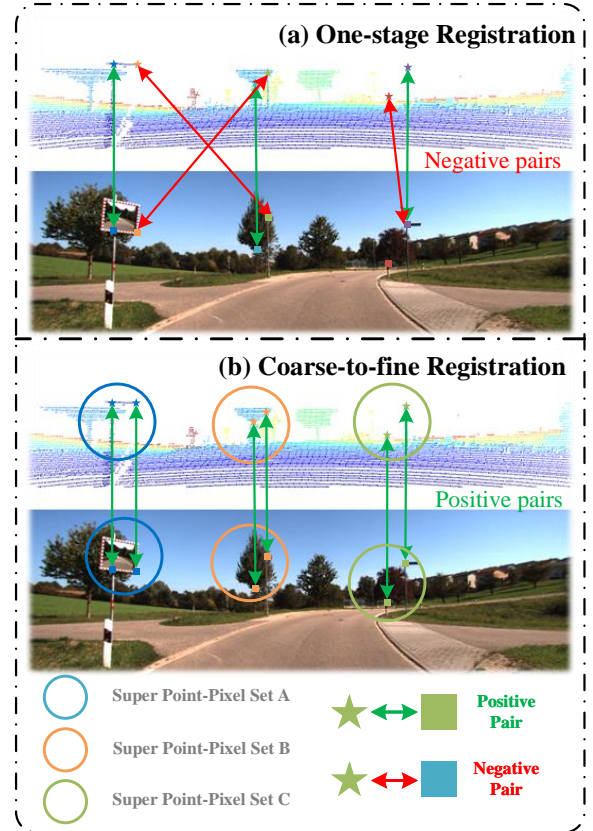 (a) One-stage Registration
Negative pairs
(b) Coarse-to-fine Registration
Positive pairs
Super Point-Pixel Set A
Super Point-Pixel Set B
Super Point-Pixel Set C
Positive
Pair
Negative
Pair